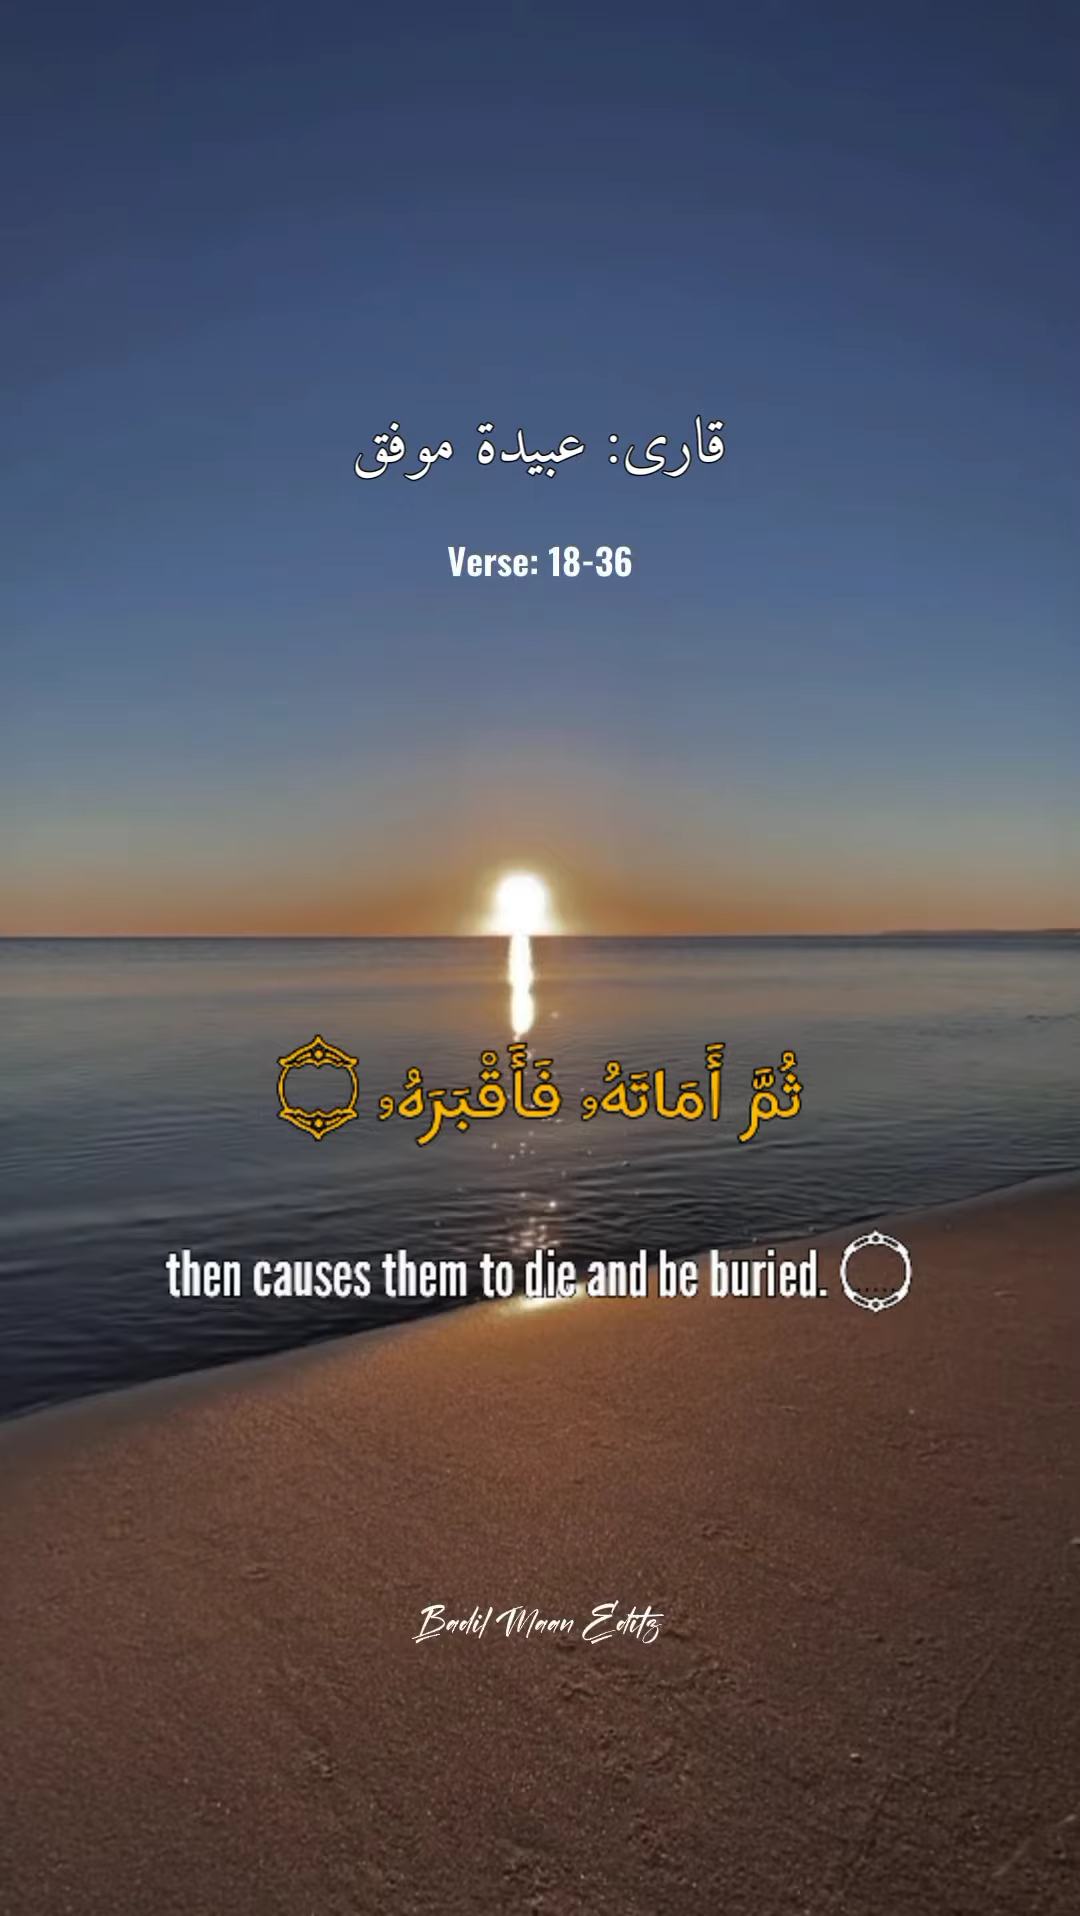 قارى: عبيدة موفق
Verse: 18-36
ثُمَّ أَمَاتَهُۥ فَأَقْبَرَهُۥ
then causes them to die and be buried.
Badil Maan Editz